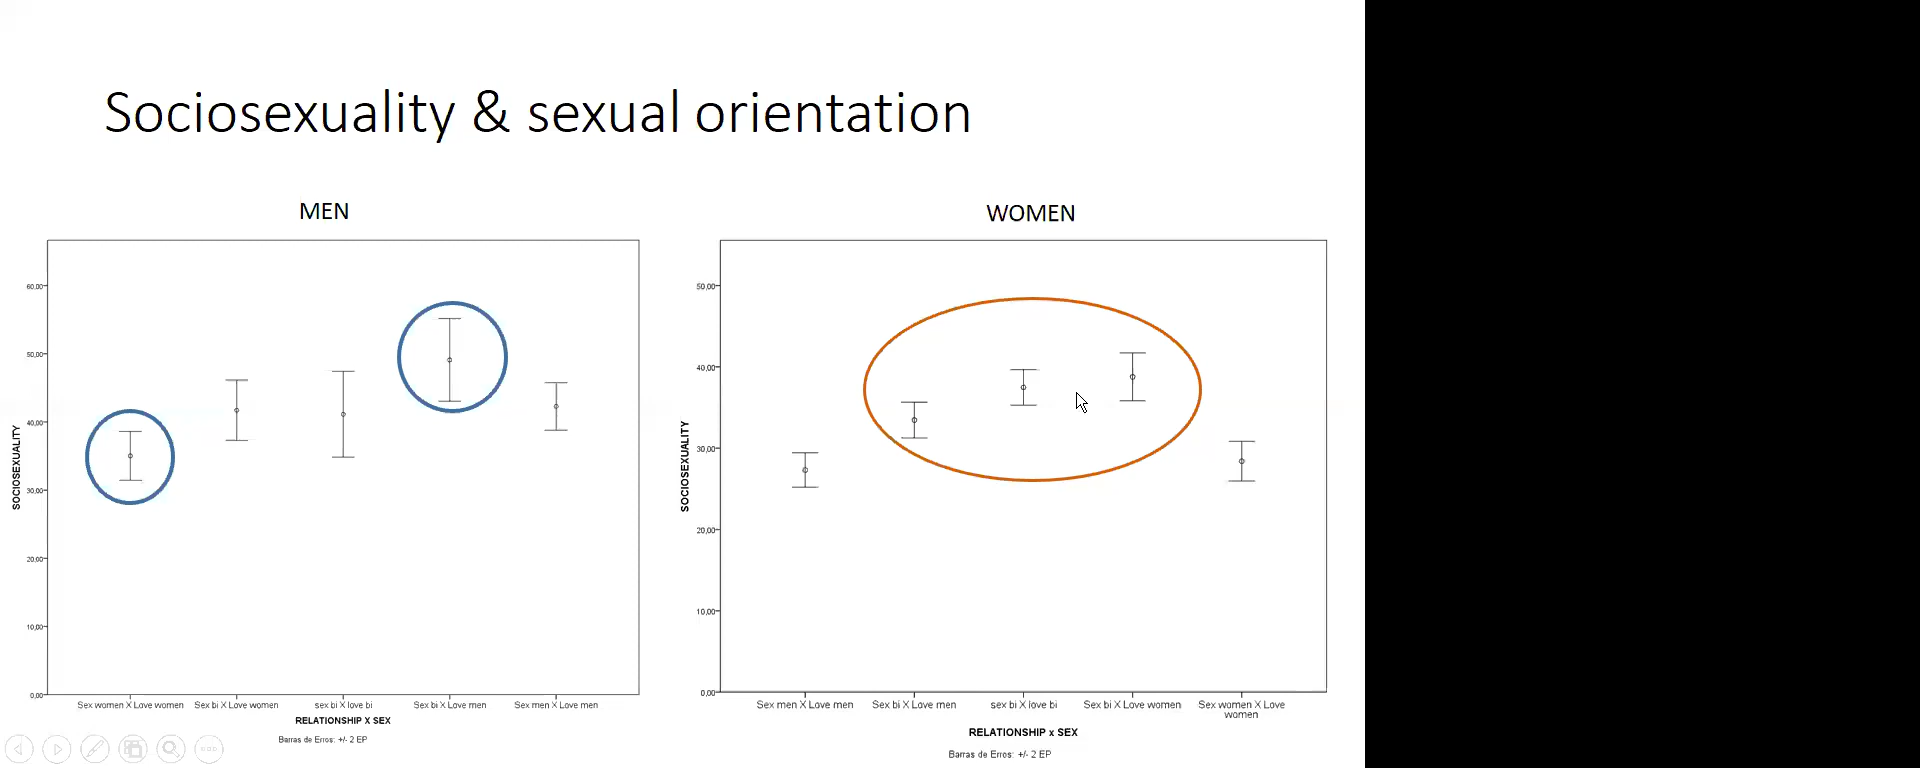 Sociosexuality & sexual orientation
MEN
60,00
50,00
40,00
30,00
20,00
10,00
0,00
SOCIOSEXUALITY
Sex women X Love women
Sex bi X Love women
sex bi X love bi
Sex bi X Love men
Sex men X Love men
RELATIONSHIP X SEX
Barras de Erros: +/- 2 EP
WOMEN
50,00
40,00
30,00
20,00
10,00
0,00
SOCIOSEXUALITY
Sex men X Love men
Sex bi X Love men
sex bi X love bi
Sex bi X Love women
Sex women X Love
women
RELATIONSHIP x SEX
Barras de Erros: +/- 2 EP